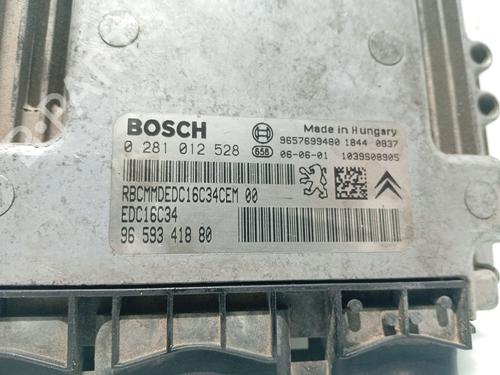 BOSCH
Made in Hungary
9657699480 1844 0837
0 281 012 528
658
06-06-01
1039S08905
RBCMMDEDC16C34CEM 00
EDC16C34
96 593 418 80